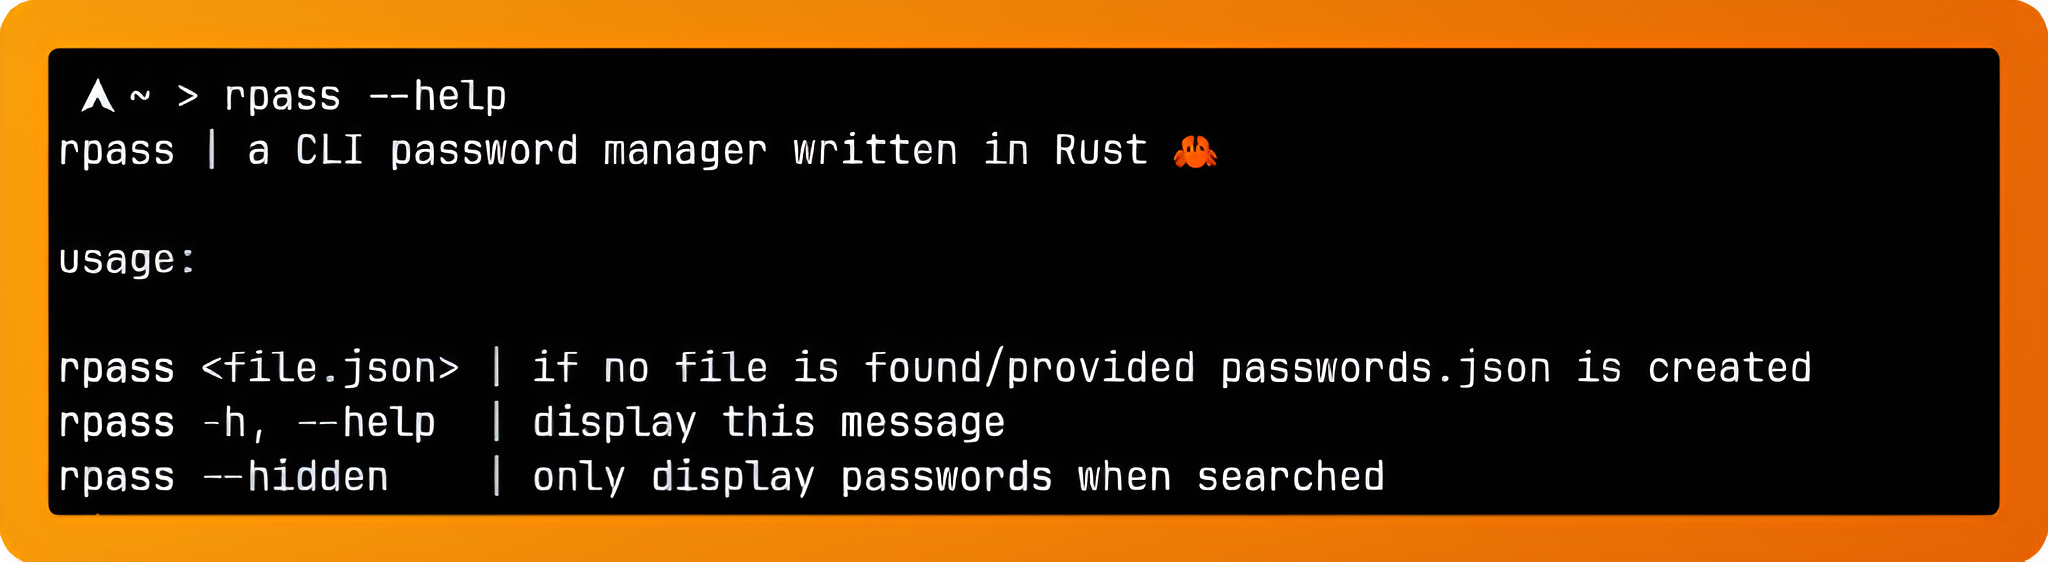 ~ > rpass --help
rpass | a CLI password manager written in Rust 🦀
usage:
rpass <file.json> | if no file is found/provided passwords.json is created
rpass -h, --help  | display this message
rpass --hidden    | only display passwords when searched